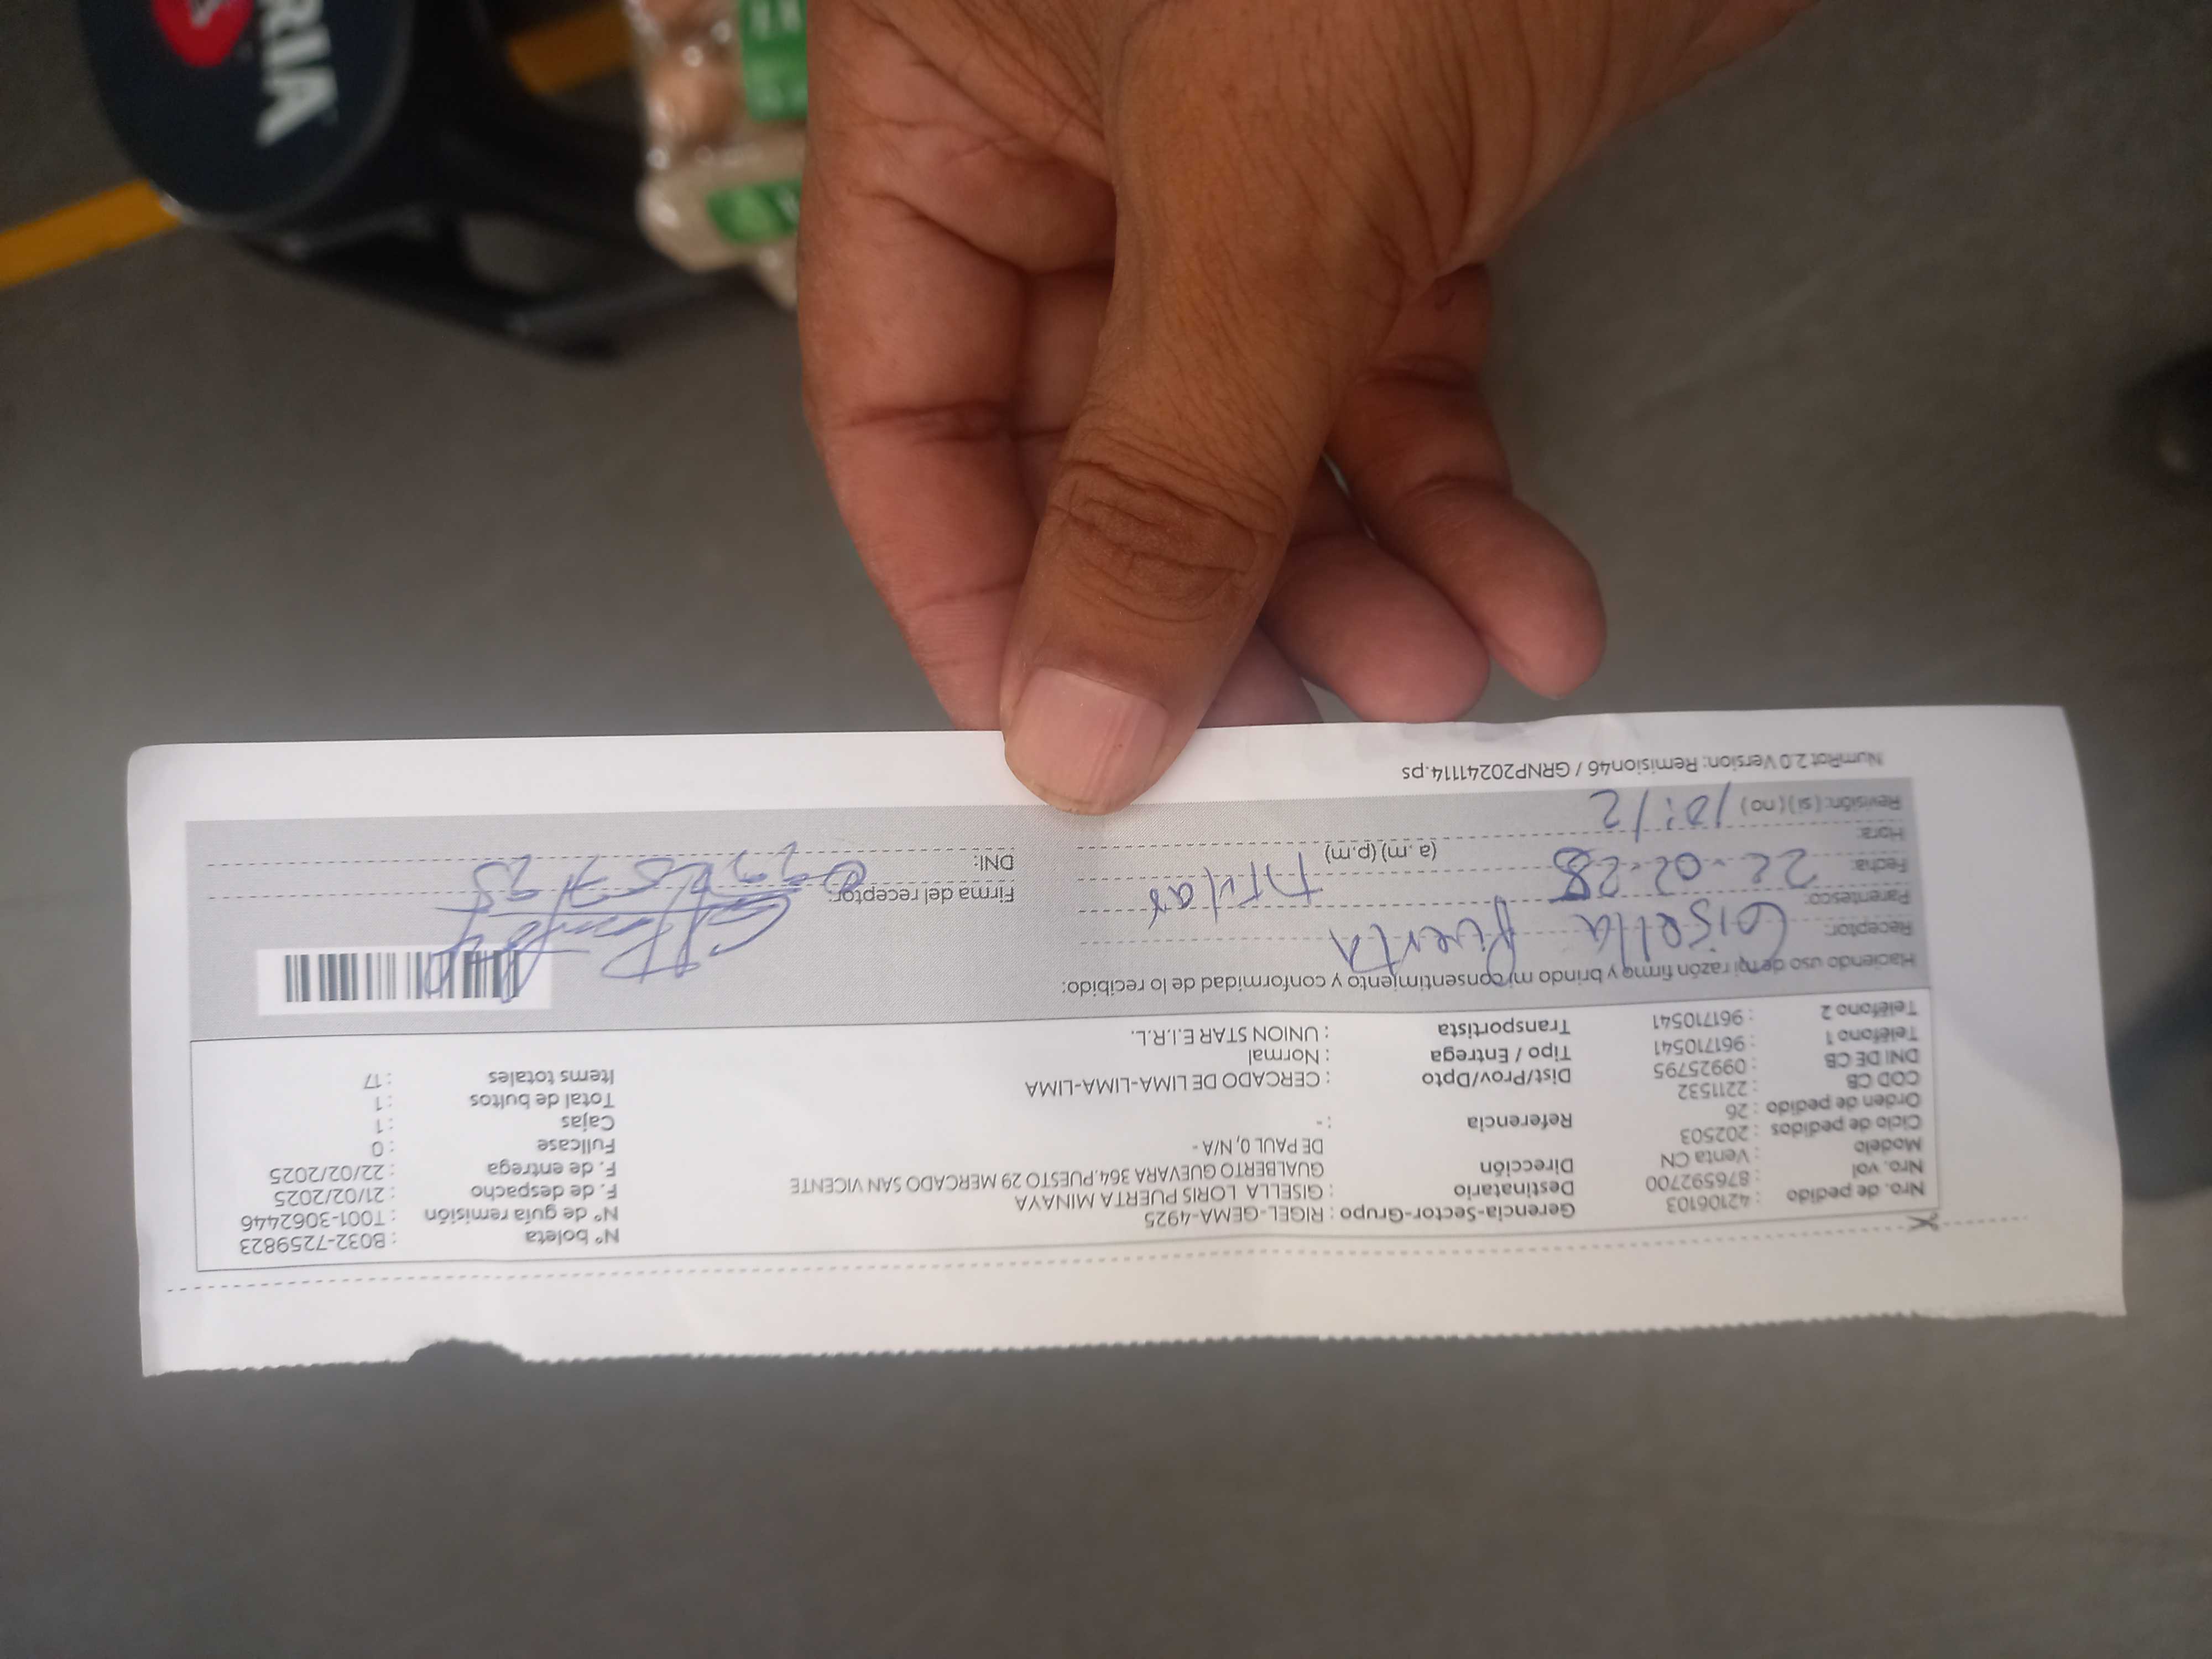 Nro. de pedido : 42106103
Nro. vol : 876592700
Modelo : Venta CN
Ciclo de pedidos : 202503
Orden de pedido : 26
COD CB : 2211532
DNI DE CB : 09925795
Teléfono 1 : 961710541
Teléfono 2 : 961710541
Gerencia-Sector-Grupo : RIGEL-GEMA-4925
Destinatario : GISELLA LORIS PUERTA MINAYA
Dirección GUALBERTO GUEVARA 364,PUESTO 29 MERCADO SAN VICENTE
DE PAUL 0, N/A -
Referencia : -
Dist/Prov/Dpto : CERCADO DE LIMA-LIMA-LIMA
Tipo / Entrega : Normal
Transportista : UNION STAR E.I.R.L.
N° boleta : B032-7259823
N° de guía remisión : T001-3062446
F. de despacho : 21/02/2025
F. de entrega : 22/02/2025
Fullcase : 0
Cajas : 1
Total de bultos : 1
Items totales : 17
Haciendo uso de mi razón firmo y brindo mi consentimiento y conformidad de lo recibido:
Receptor: Gisella Puerta
Parentesco: Titular
Fecha: 22-02-25
Hora: 10:12 (a. m) (p.m)
Revisión: ( si ) ( no )
Firma del receptor:
DNI:
NumRot 2.0 Version: Remision46 / GRNP20241114.ps
RIA